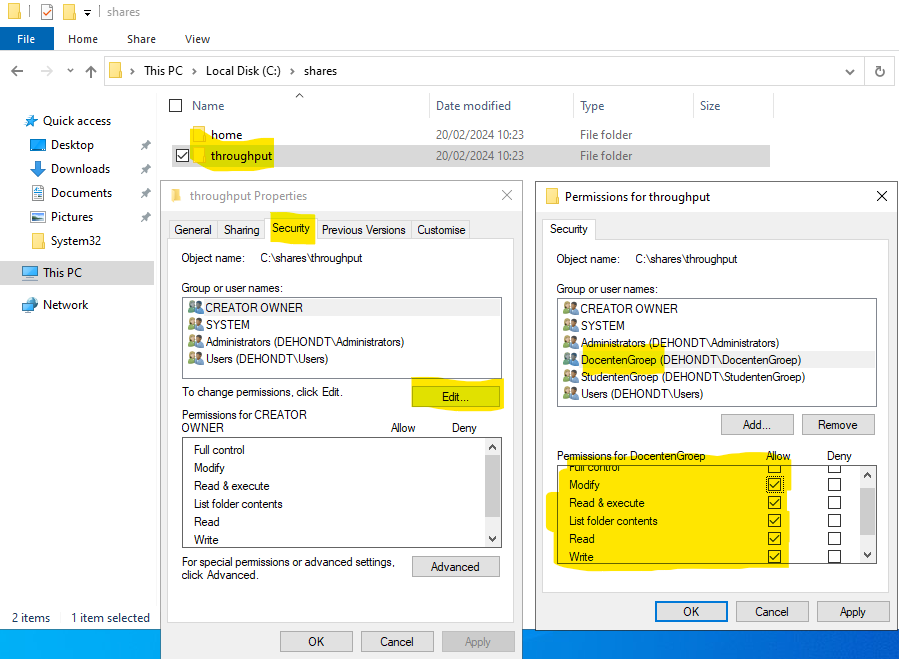 shares
File Home Share View
This PC Local Disk (C:) shares
Name Date modified Type Size
home 20/02/2024 10:23 File folder
throughput 20/02/2024 10:23 File folder
Quick access
Desktop
Downloads
Documents
Pictures
System32
This PC
Network
2 items 1 item selected
throughput Properties
General Sharing Security Previous Versions Customise
Object name: C:\shares\throughput
Group or user names:
CREATOR OWNER
SYSTEM
Administrators (DEHONDT\Administrators)
Users (DEHONDT\Users)
To change permissions, click Edit.
Edit...
Permissions for CREATOR
OWNER Allow Deny
Full control
Modify
Read & execute
List folder contents
Read
Write
For special permissions or advanced settings,
click Advanced.
Advanced
OK Cancel Apply
Permissions for throughput
Security
Object name: C:\shares\throughput
Group or user names:
CREATOR OWNER
SYSTEM
Administrators (DEHONDT\Administrators)
DocentenGroep (DEHONDT\DocentenGroep)
StudentenGroep (DEHONDT\StudentenGroep)
Users (DEHONDT\Users)
Add... Remove
Permissions for DocentenGroep Allow Deny
Full control
Modify
Read & execute
List folder contents
Read
Write
OK Cancel Apply